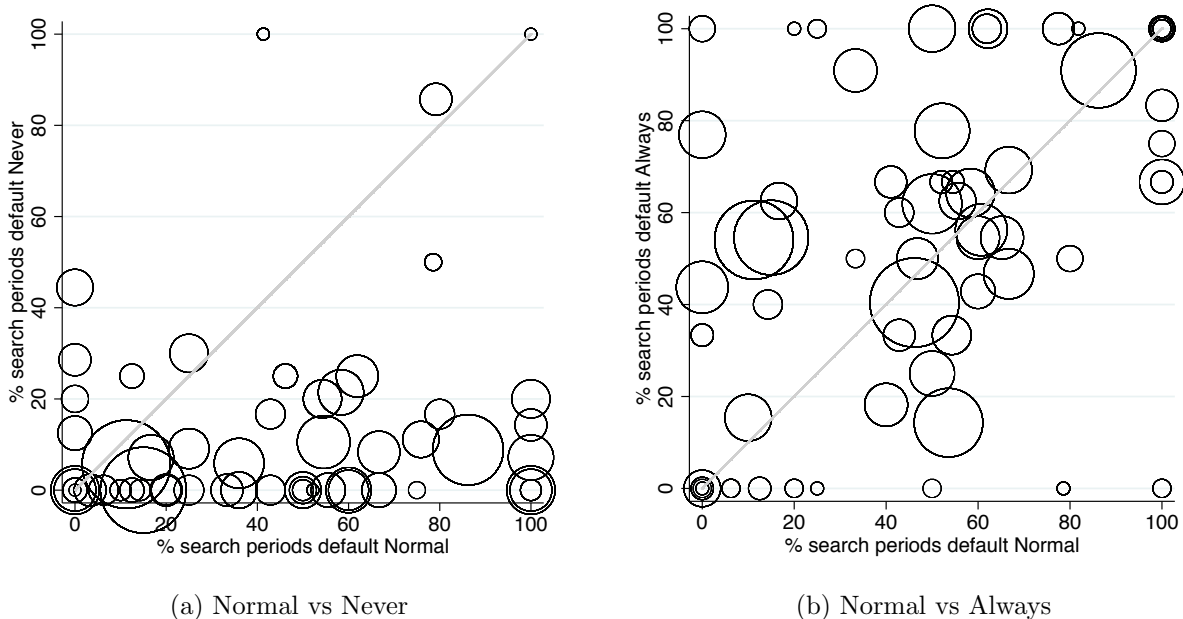 % search periods default Never
100
80
60
40
20
0
0 20 40 60 80 100
% search periods default Normal
(a) Normal vs Never
% search periods default Always
100
80
60
40
20
0
0 20 40 60 80 100
% search periods default Normal
(b) Normal vs Always